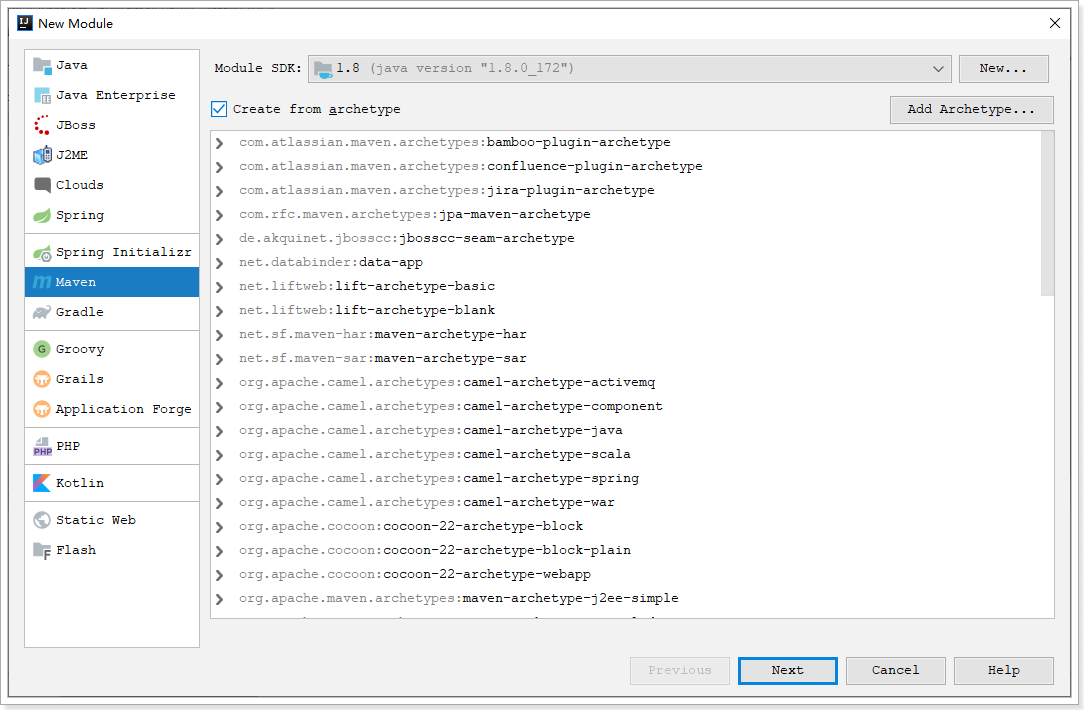 New Module
Java
Java Enterprise
JBoss
J2ME
Clouds
Spring
Spring Initializr
Maven
Gradle
G Groovy
Grails
Application Forge
PHP PHP
Kotlin
Static Web
F Flash
Module SDK: 1.8 (java version "1.8.0_172") New...
Create from archetype Add Archetype...
com.atlassian.maven.archetypes:bamboo-plugin-archetype
com.atlassian.maven.archetypes:confluence-plugin-archetype
com.atlassian.maven.archetypes:jira-plugin-archetype
com.rfc.maven.archetypes:jpa-maven-archetype
de.akquinet.jbosscc:jbosscc-seam-archetype
net.databinder:data-app
net.liftweb:lift-archetype-basic
net.liftweb:lift-archetype-blank
net.sf.maven-har:maven-archetype-har
net.sf.maven-sar:maven-archetype-sar
org.apache.camel.archetypes:camel-archetype-activemq
org.apache.camel.archetypes:camel-archetype-component
org.apache.camel.archetypes:camel-archetype-java
org.apache.camel.archetypes:camel-archetype-scala
org.apache.camel.archetypes:camel-archetype-spring
org.apache.camel.archetypes:camel-archetype-war
org.apache.cocoon:cocoon-22-archetype-block
org.apache.cocoon:cocoon-22-archetype-block-plain
org.apache.cocoon:cocoon-22-archetype-webapp
org.apache.maven.archetypes:maven-archetype-j2ee-simple
Previous Next Cancel Help